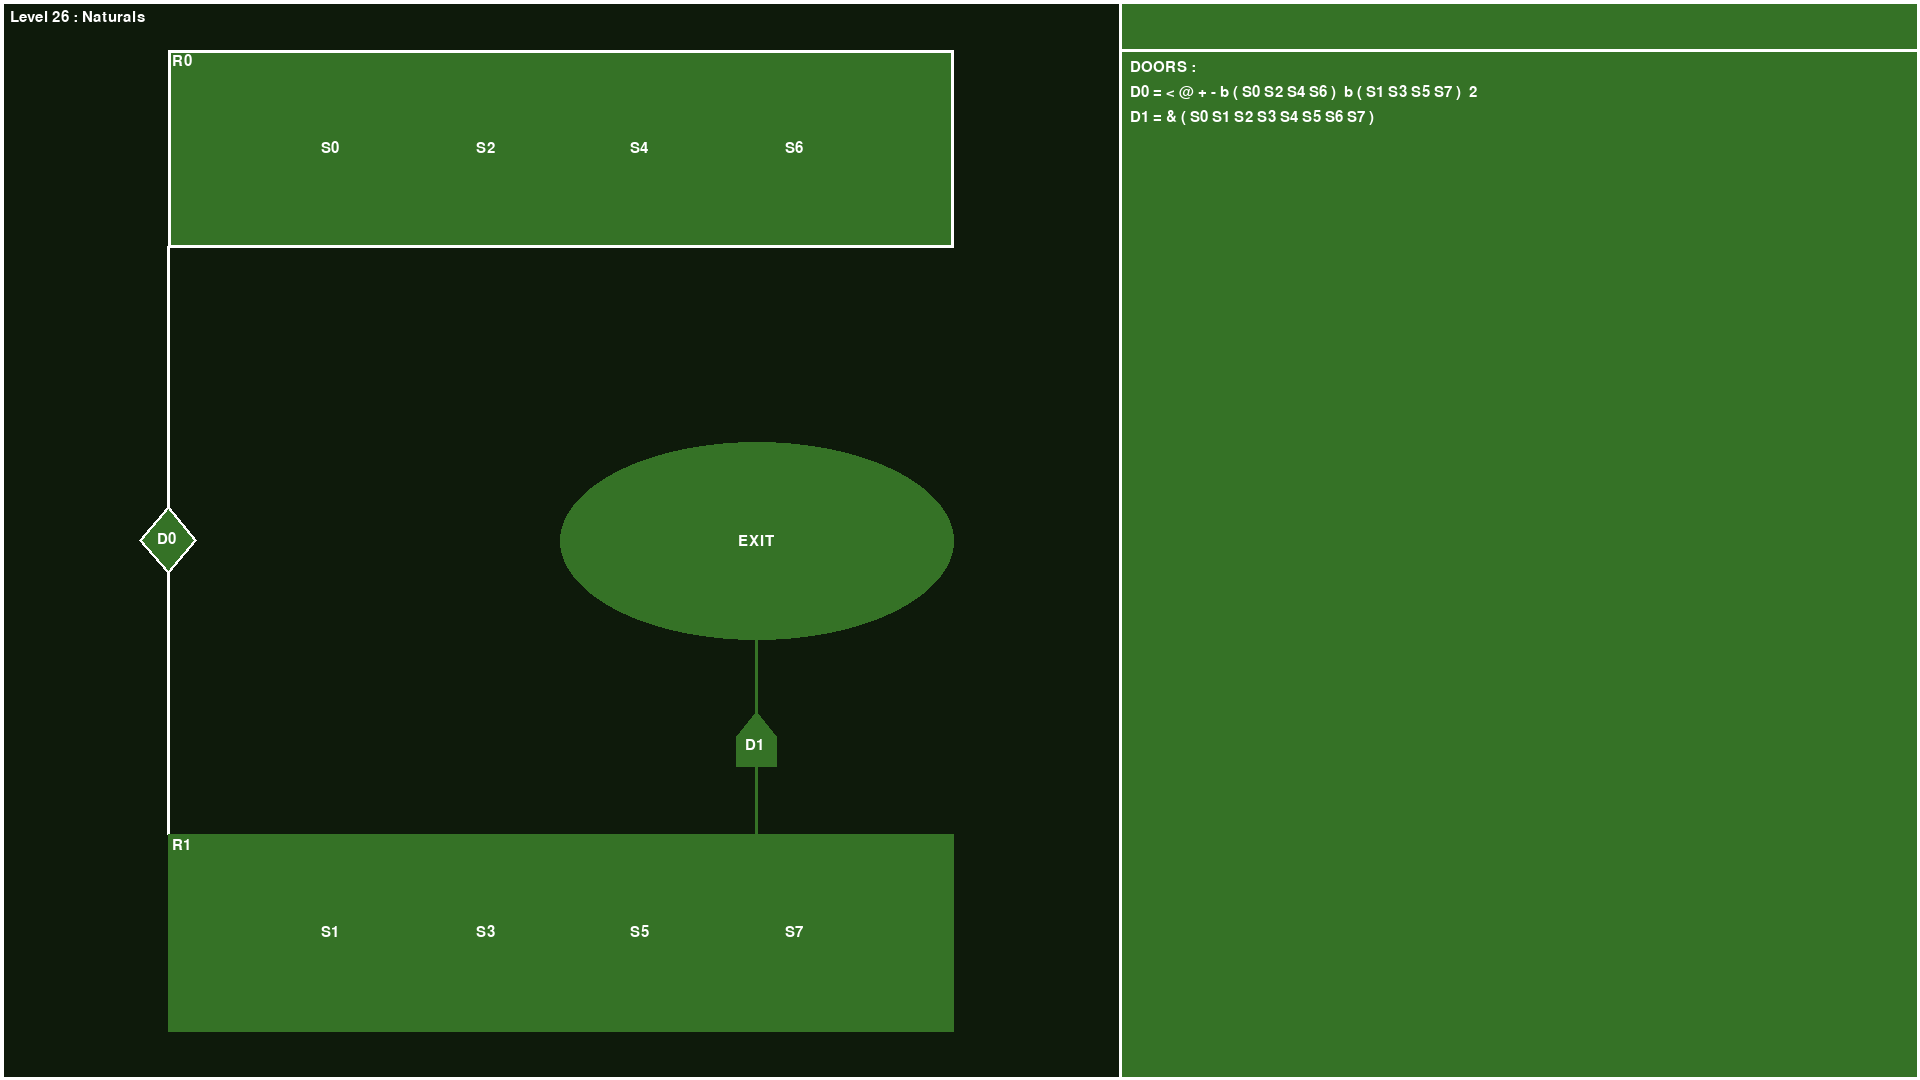 Level 26 : Naturals
R0
S0 S2 S4 S6
D0
EXIT
D1
R1
S1 S3 S5 S7
DOORS :
D0 = < @ + - b ( S0 S2 S4 S6 ) b ( S1 S3 S5 S7 ) 2
D1 = & ( S0 S1 S2 S3 S4 S5 S6 S7 )